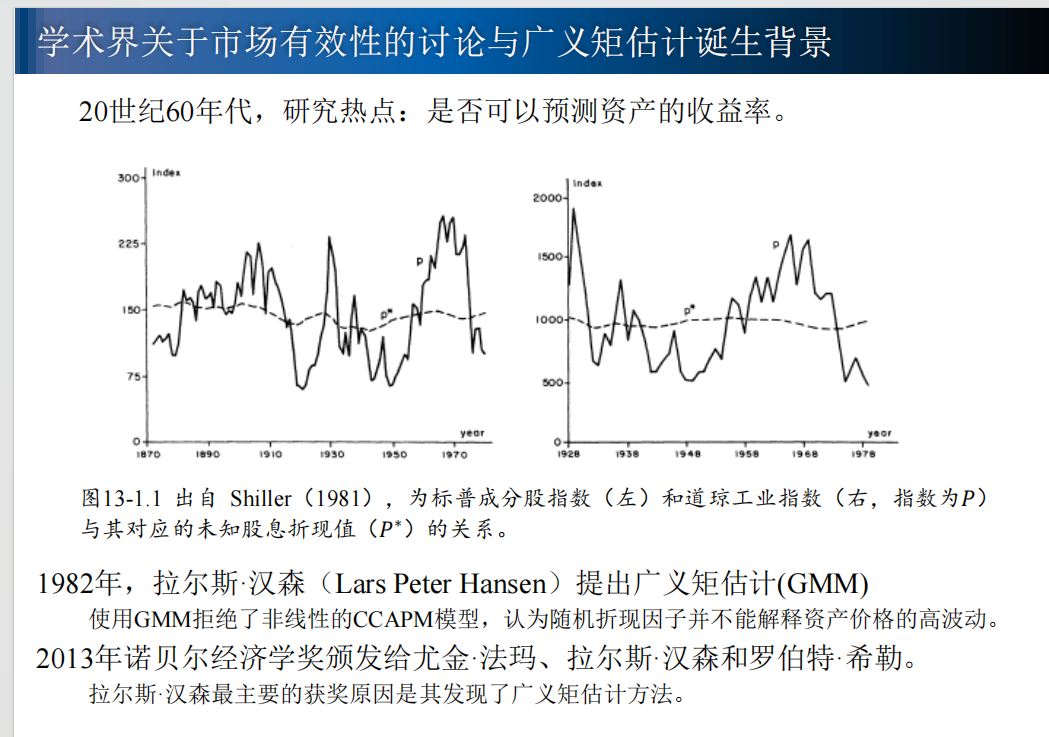 学术界关于市场有效性的讨论与广义矩估计诞生背景
20世纪60年代，研究热点：是否可以预测资产的收益率。
Index
300
225
150
75
0
p
p*
year
1870
1890
1910
1930
1950
1970
Index
2000
1500
1000
500
0
p
p*
year
1928
1938
1948
1958
1968
1978
图13-1.1 出自 Shiller（1981），为标普成分股指数（左）和道琼工业指数（右，指数为P）
与其对应的未知股息折现值（P*）的关系。
1982年，拉尔斯·汉森（Lars Peter Hansen）提出广义矩估计(GMM)
使用GMM拒绝了非线性的CCAPM模型，认为随机折现因子并不能解释资产价格的高波动。
2013年诺贝尔经济学奖颁发给尤金·法玛、拉尔斯·汉森和罗伯特·希勒。
拉尔斯·汉森最主要的获奖原因是其发现了广义矩估计方法。